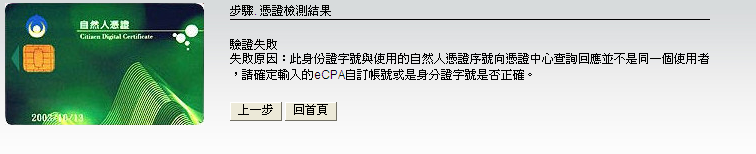 自然人憑證
Citizen Digital Certificate
2003/10/13
步驟.憑證檢測結果
驗證失敗
失敗原因：此身份證字號與使用的自然人憑證序號向憑證中心查詢回應並不是同一個使用者
，請確定輸入的eCPA自訂帳號或是身分證字號是否正確。
上一步 回首頁